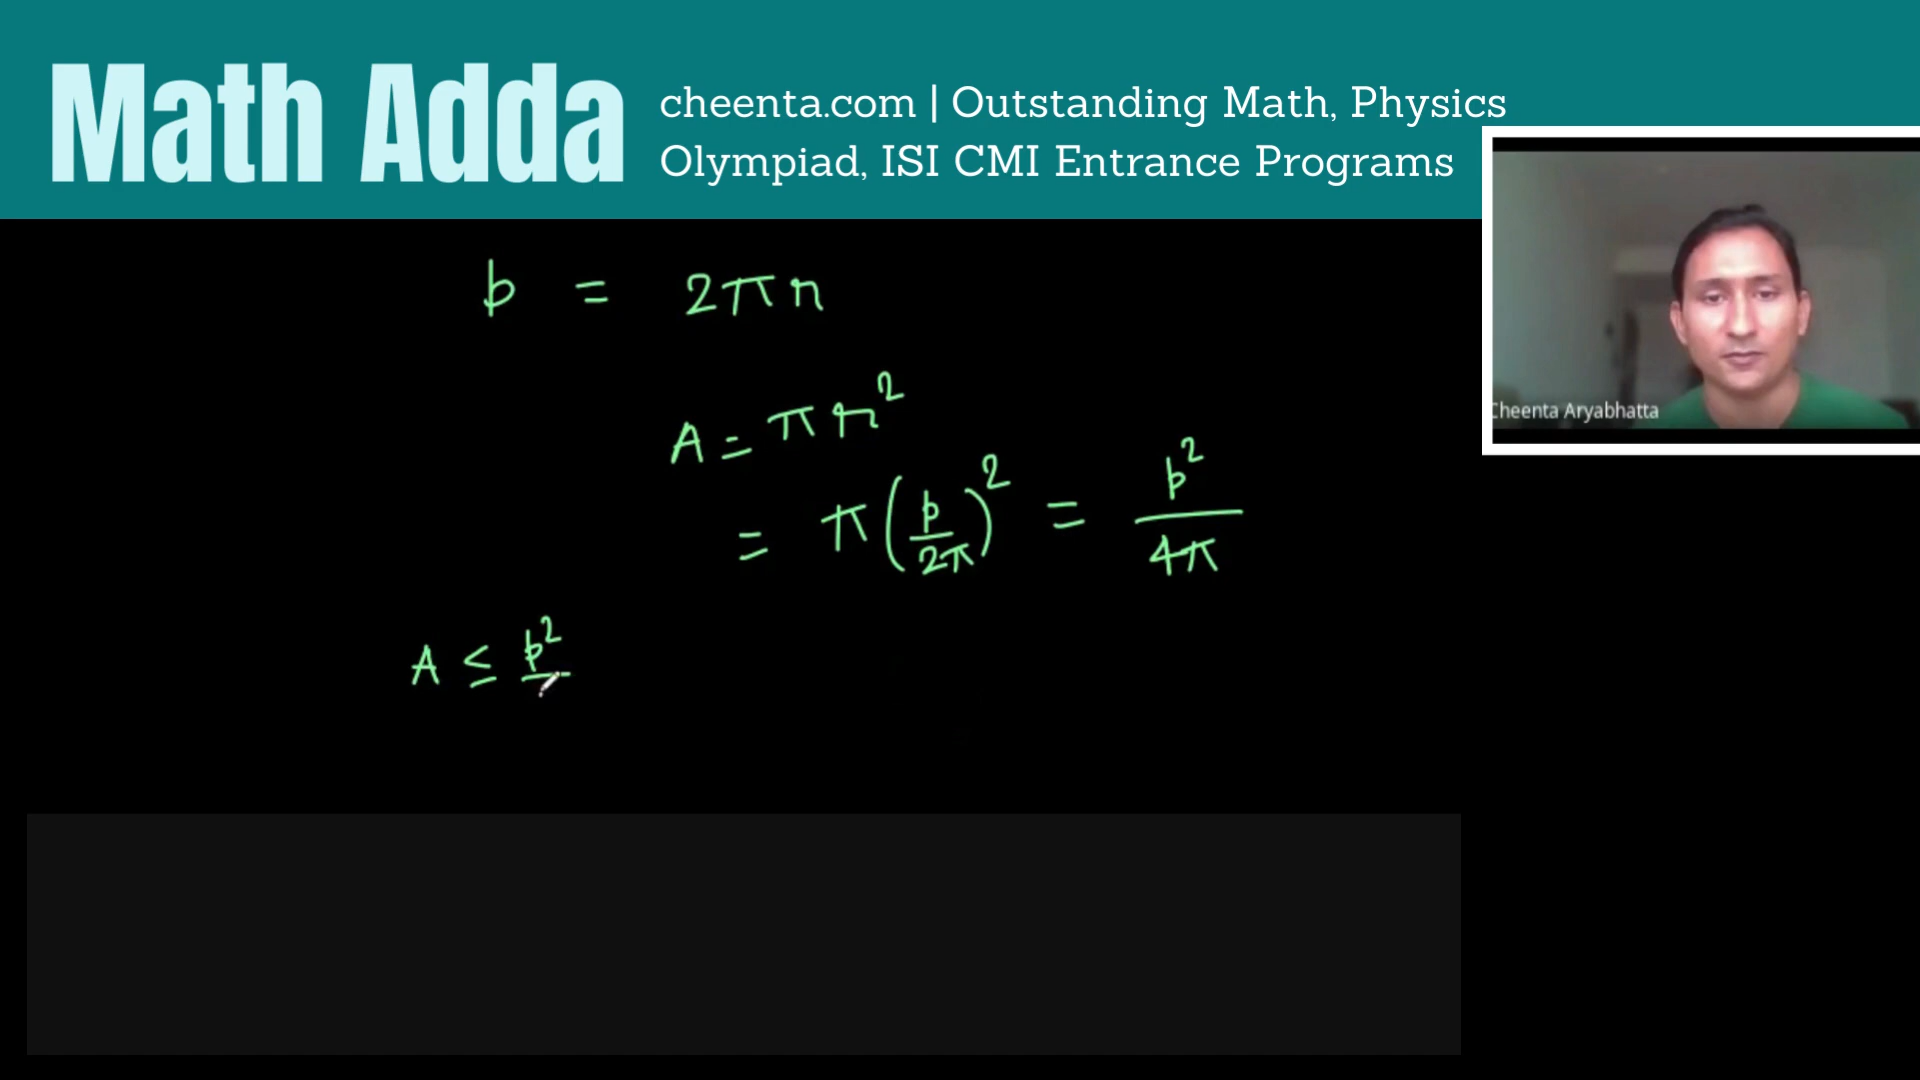 Math Adda
cheenta.com | Outstanding Math, Physics
Olympiad, ISI CMI Entrance Programs
Cheenta Aryabhatta
p = 2πr
A = πr²
= π(p/2π)² = p²/4π
A ≤ p²/